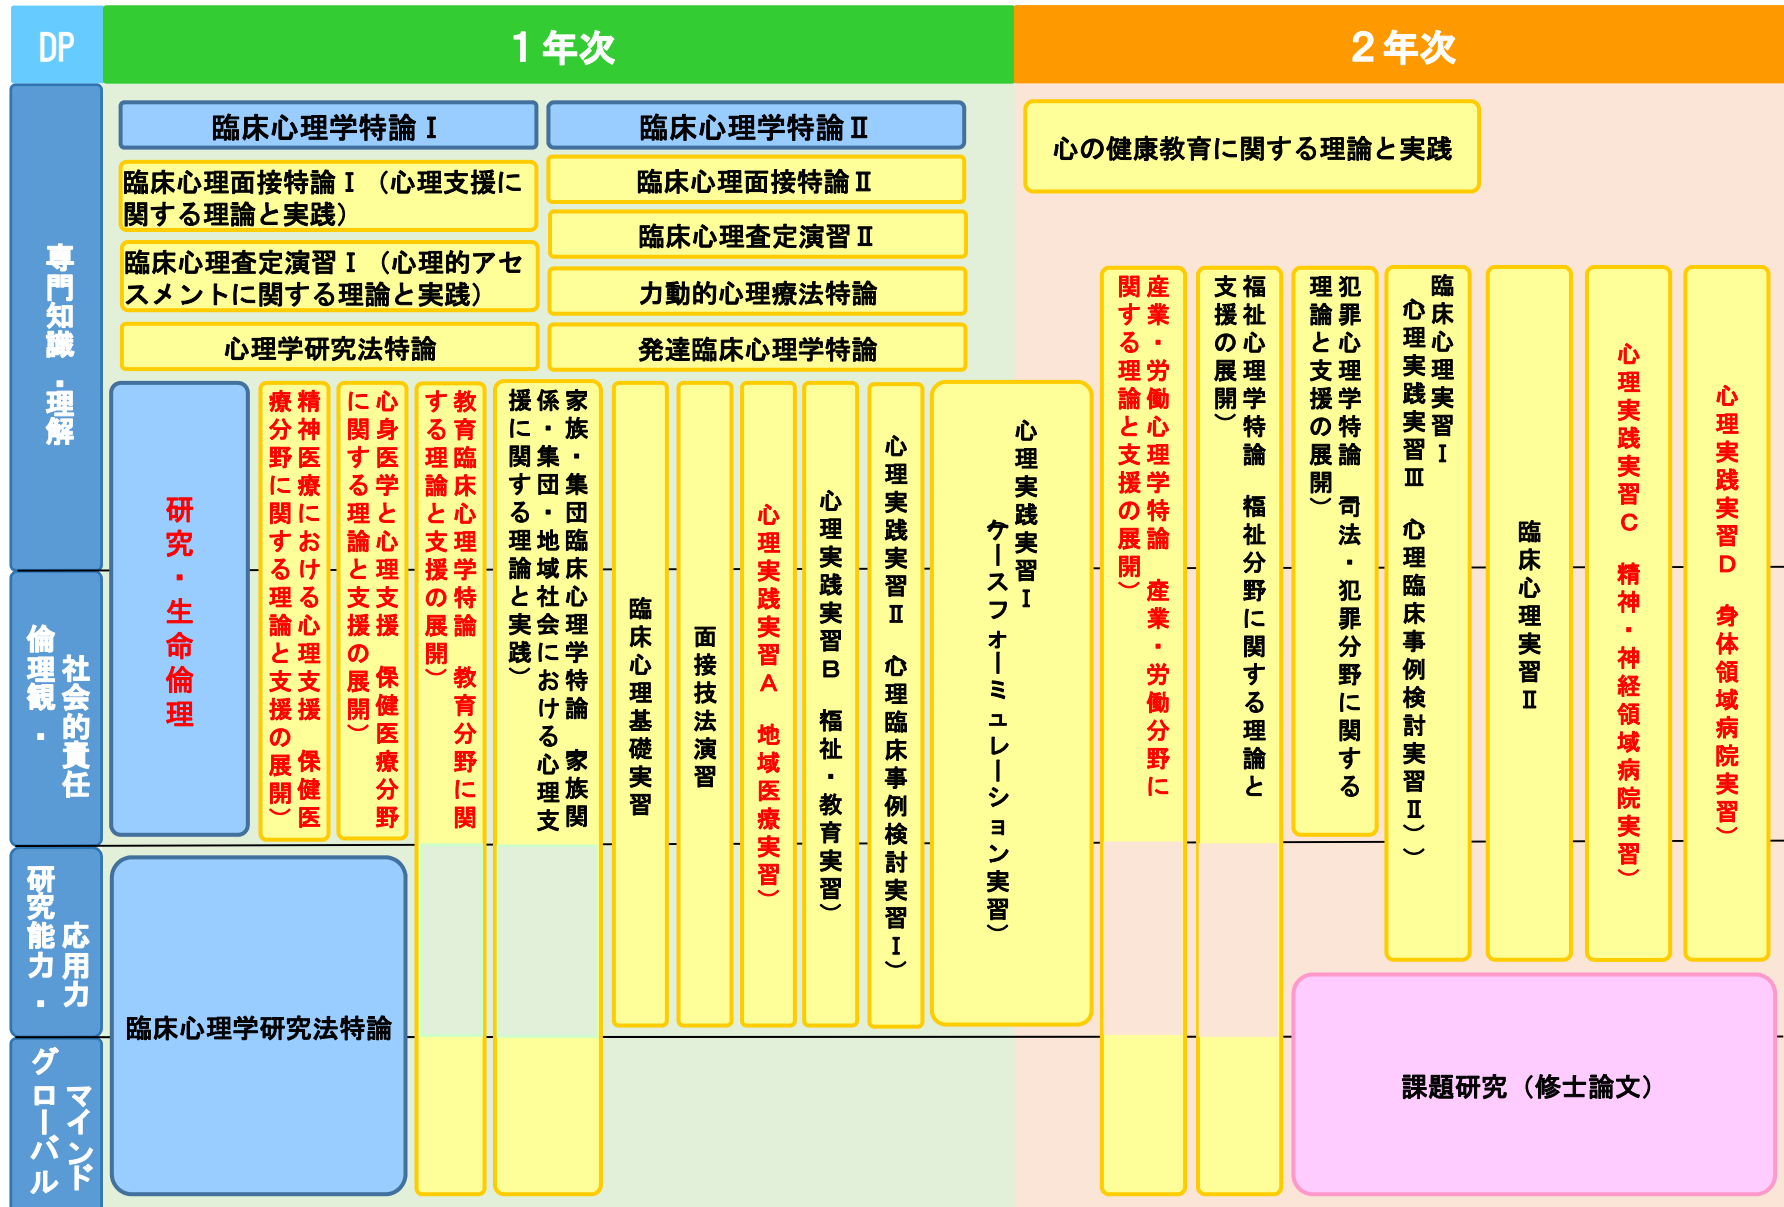 DP
1年次
2年次
専門知識・理解
倫理観・
社会的責任
研究能力・
応用力
グローバル
マインド
臨床心理学特論Ⅰ
臨床心理学特論Ⅱ
臨床心理面接特論Ⅰ（心理支援に
関する理論と実践）
臨床心理面接特論Ⅱ
臨床心理査定演習Ⅰ（心理的アセ
スメントに関する理論と実践）
臨床心理査定演習Ⅱ
力動的心理療法特論
心理学研究法特論
発達臨床心理学特論
研究・生命倫理
精神医療における心理支援　保健医
療分野に関する理論と支援の展開）
心身医学と心理支援　保健医療分野
に関する理論と支援の展開）
教育臨床心理学特論　教育分野に関
する理論と支援の展開）
家族・集団臨床心理学特論　家族関
係・集団・地域社会における心理支
援に関する理論と実践）
臨床心理基礎実習
面接技法演習
心理実践実習A　地域医療実習）
心理実践実習B　福祉・教育実習）
心理実践実習Ⅱ　心理臨床事例検討実習Ⅰ）
心理実践実習Ⅰ
ケースフォーミュレーション実習）
臨床心理学研究法特論
心の健康教育に関する理論と実践
産業・労働心理学特論　産業・労働分野に
関する理論と支援の展開）
福祉心理学特論　福祉分野に関する理論と
支援の展開）
犯罪心理学特論　司法・犯罪分野に関する
理論と支援の展開）
臨床心理実習Ⅰ
心理実践実習Ⅲ　心理臨床事例検討実習Ⅱ））
臨床心理実習Ⅱ
心理実践実習C　精神・神経領域病院実習）
心理実践実習D　身体領域病院実習）
課題研究（修士論文）